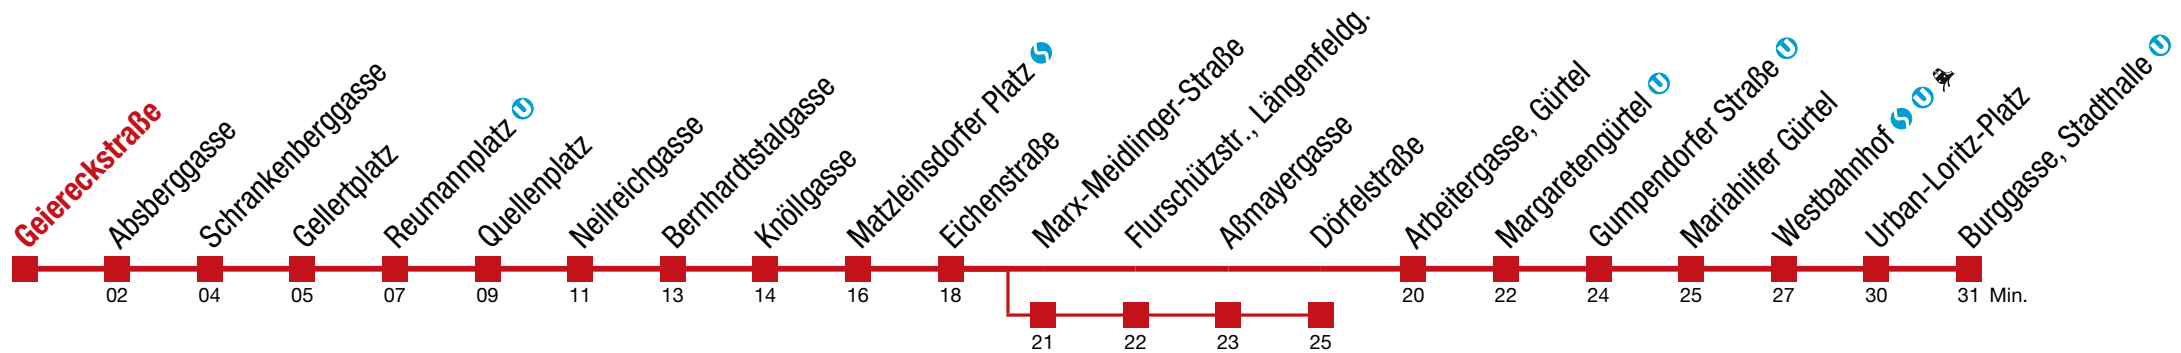 Geiereckstraße
Absberggasse
Schrankenberggasse
Gellertplatz
Reumannplatz U
Quellenplatz
Neilreichgasse
Bernhardtstalgasse
Knöllgasse
Matzleinsdorfer Platz S
Eichenstraße
Marx-Meidlinger-Straße
Flurschützstr., Längenfeldg.
Aßmayergasse
Dörfelstraße
Arbeitergasse, Gürtel
Margaretengürtel U
Gumpendorfer Straße U
Mariahilfer Gürtel
Westbahnhof S U
Urban-Loritz-Platz
Burggasse, Stadthalle U
02 04 05 07 09 11 13 14 16 18 20 22 24 25 27 30 31 Min.
21 22 23 25